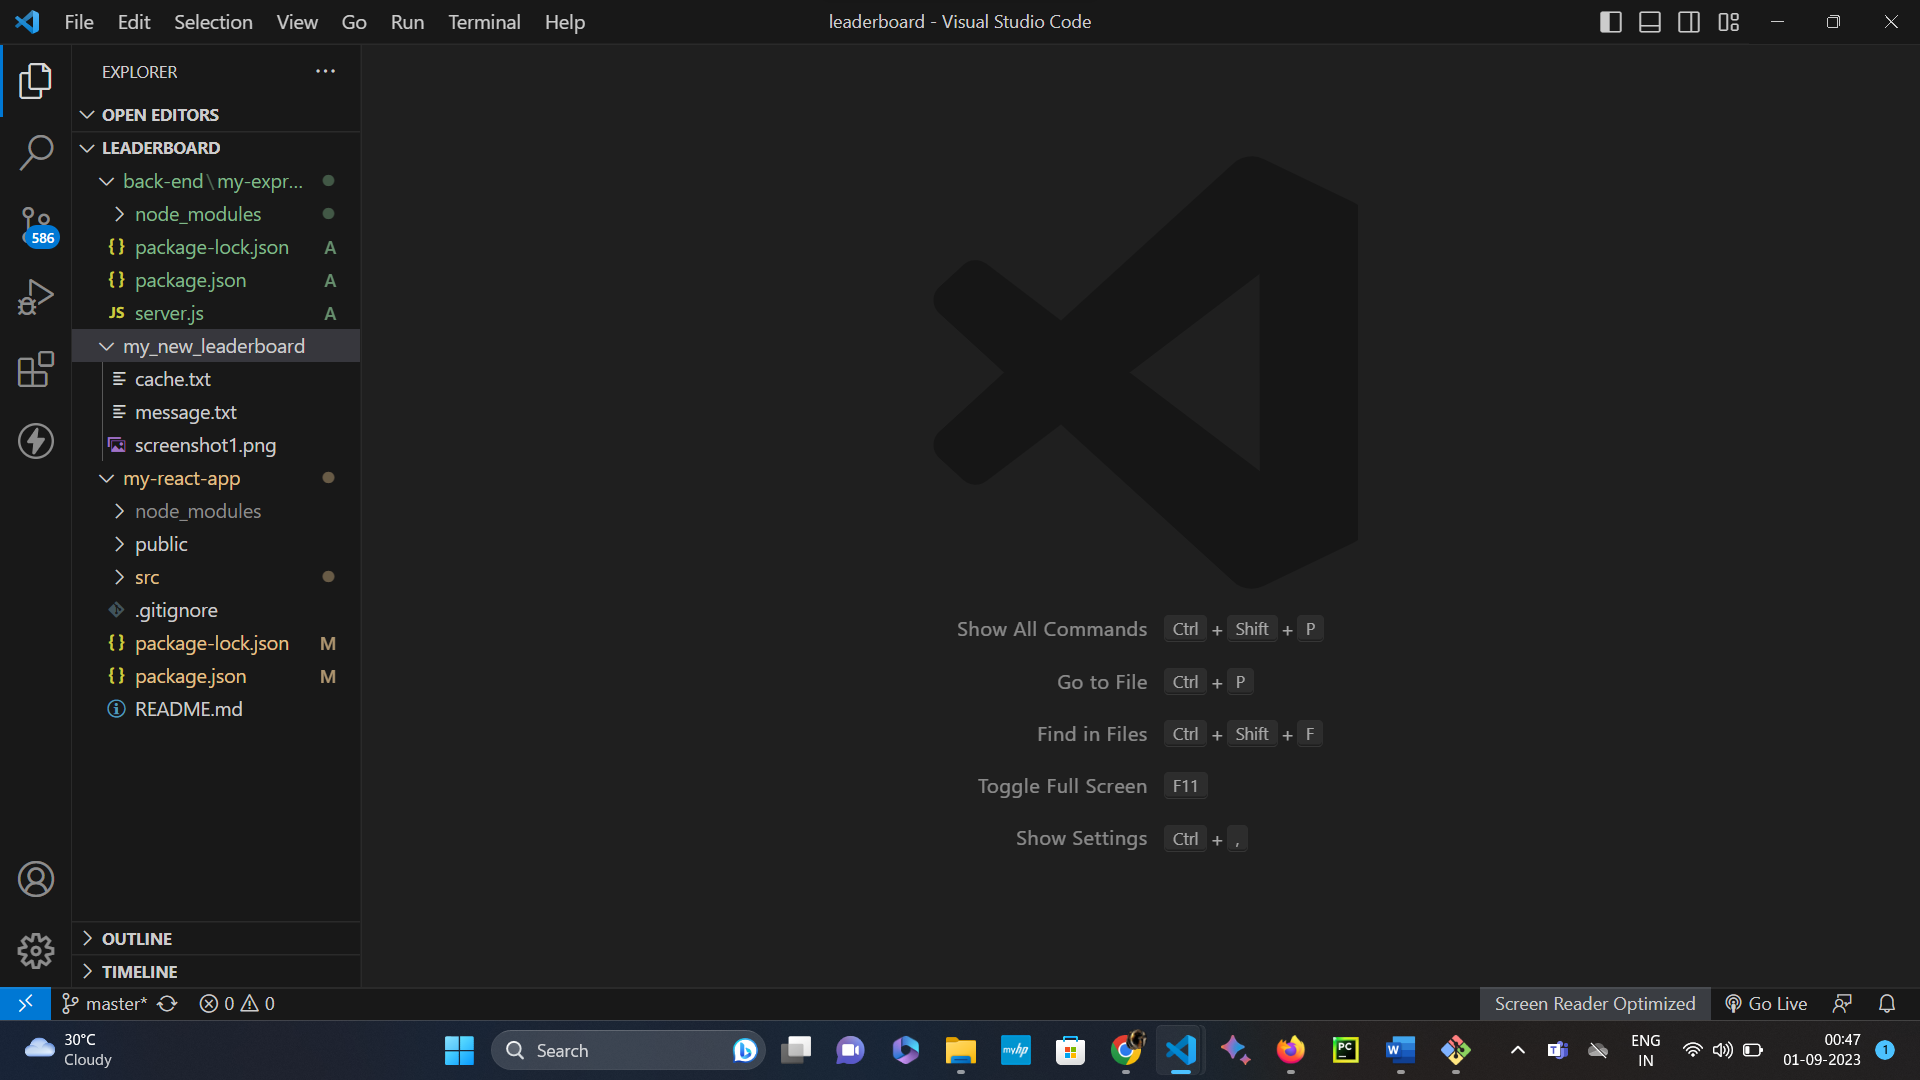 File Edit Selection View Go Run Terminal Help
leaderboard - Visual Studio Code
EXPLORER
OPEN EDITORS
LEADERBOARD
back-end\my-expr...
node_modules
package-lock.json A
package.json A
JS server.js A
586
my_new_leaderboard
cache.txt
message.txt
screenshot1.png
my-react-app
node_modules
public
src
.gitignore
package-lock.json M
package.json M
README.md
Show All Commands Ctrl + Shift + P
Go to File Ctrl + P
Find in Files Ctrl + Shift + F
Toggle Full Screen F11
Show Settings Ctrl + ,
OUTLINE
TIMELINE
master* 0 0
Screen Reader Optimized Go Live
30°C
Cloudy
Search
myhp
PC
W
T
ENG
IN
00:47
01-09-2023
1